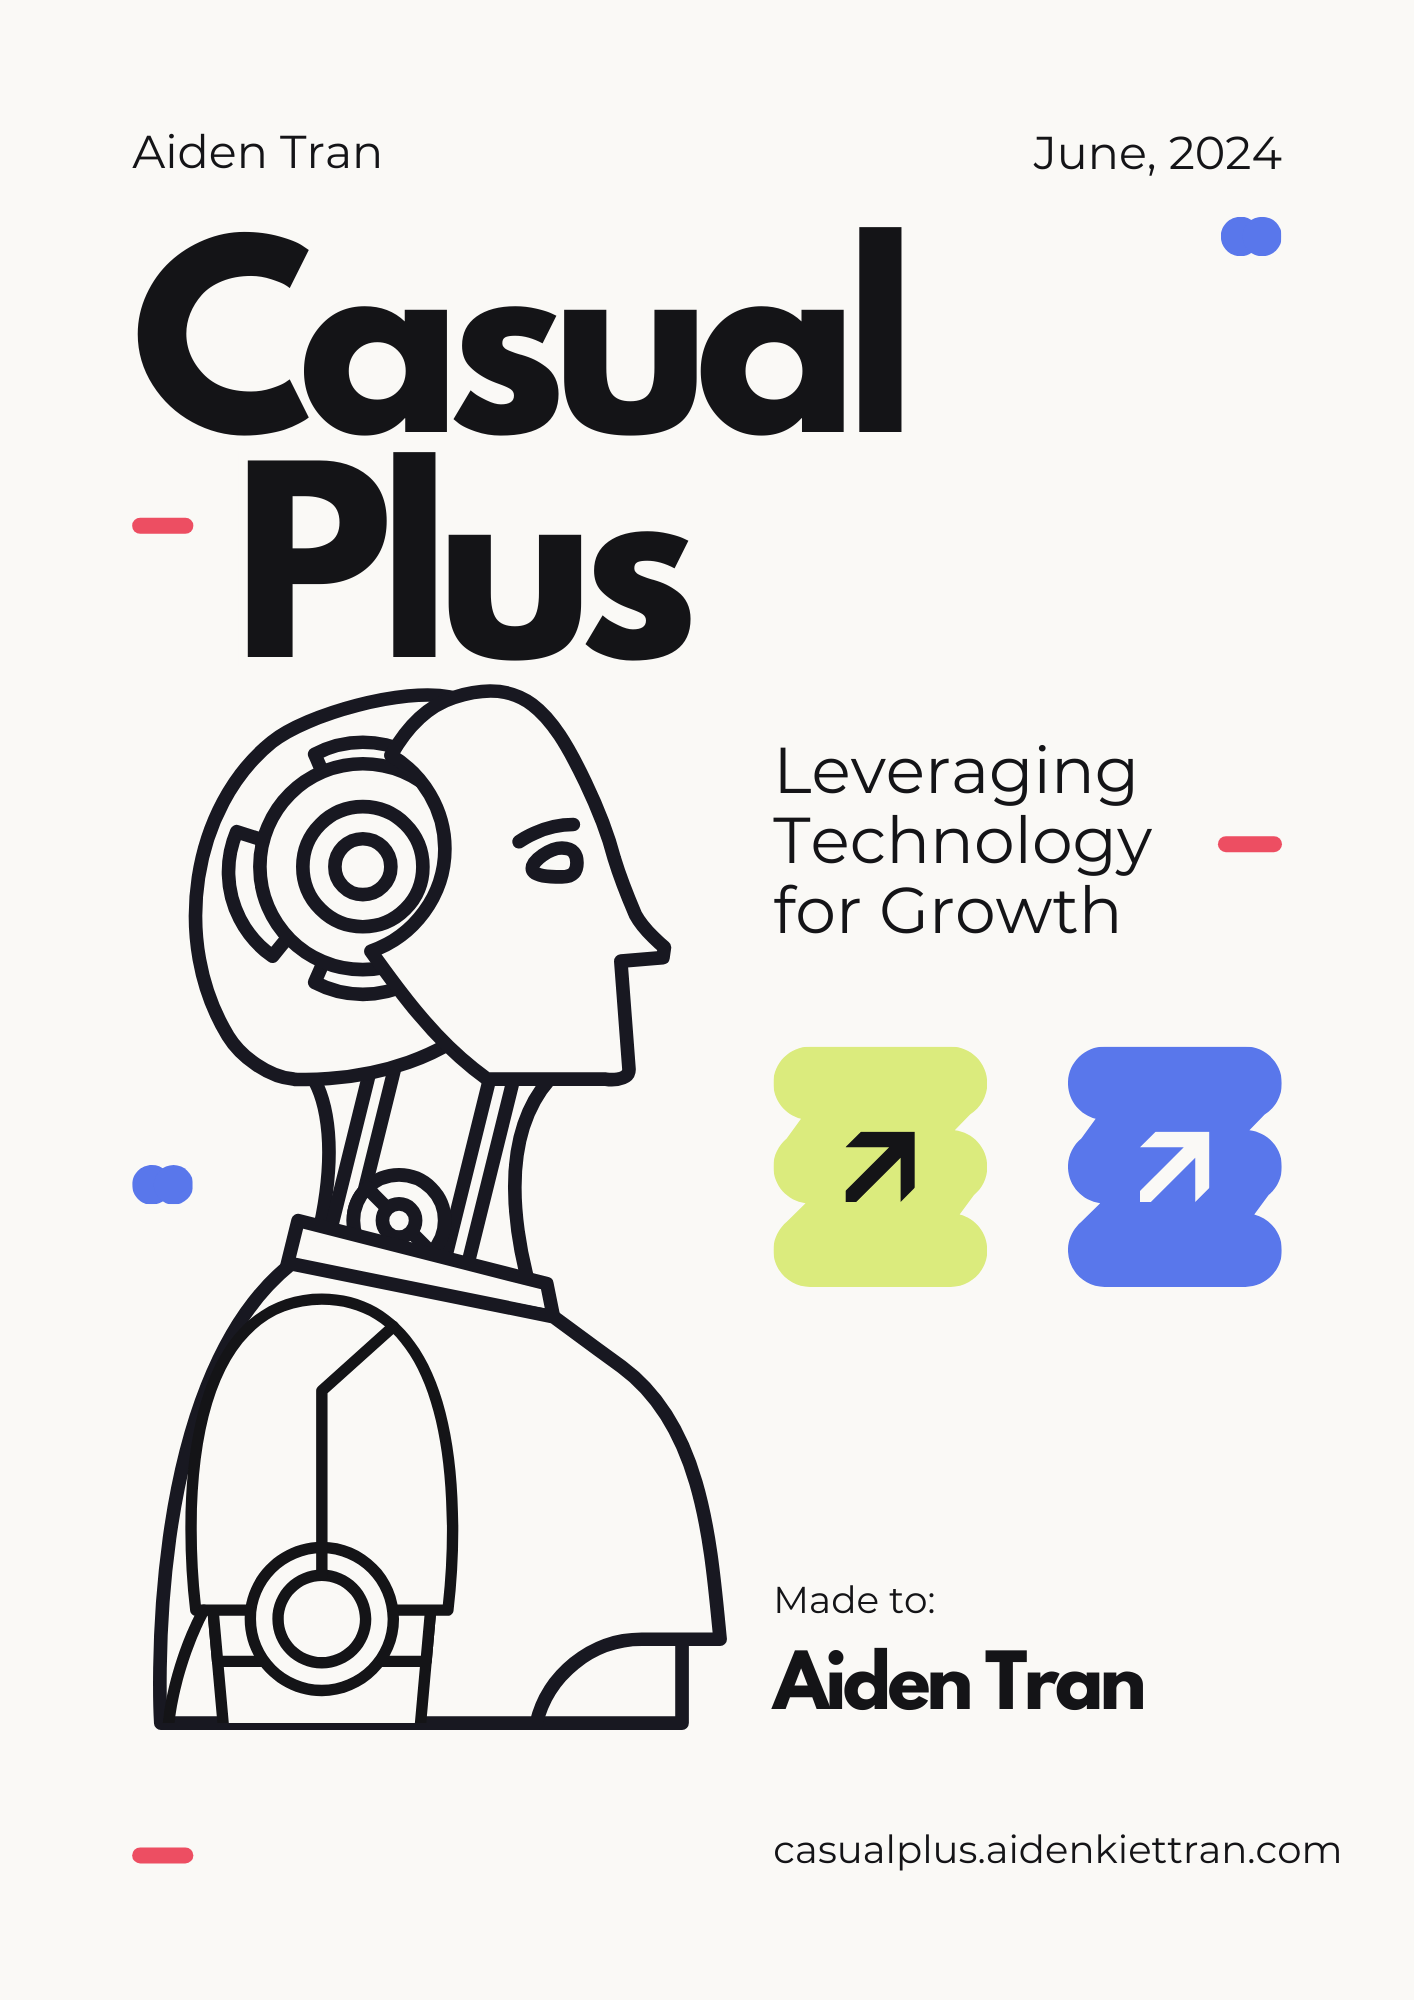 Aiden Tran
June, 2024
Casual
Plus
Leveraging
Technology
for Growth
Made to:
Aiden Tran
casualplus.aidenkiettran.com